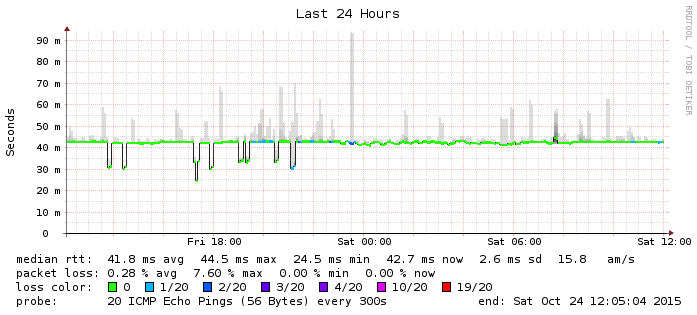 Last 24 Hours
RRDTOOL / TOBI OETIKER
Seconds
90 m
80 m
70 m
60 m
50 m
40 m
30 m
20 m
10 m
0
Fri 18:00 Sat 00:00 Sat 06:00 Sat 12:00
median rtt: 41.8 ms avg 44.5 ms max 24.5 ms min 42.7 ms now 2.6 ms sd 15.8 am/s
packet loss: 0.28 % avg 7.60 % max 0.00 % min 0.00 % now
loss color: 0 1/20 2/20 3/20 4/20 10/20 19/20
probe: 20 ICMP Echo Pings (56 Bytes) every 300s end: Sat Oct 24 12:05:04 2015